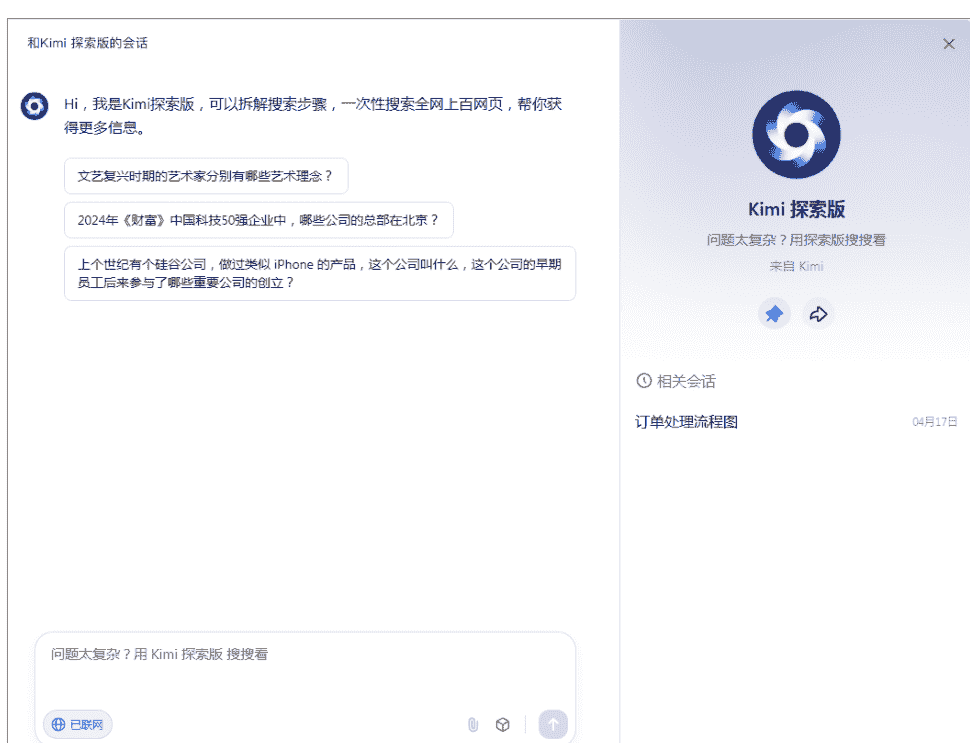 和Kimi 探索版的会话
Hi，我是Kimi探索版，可以拆解搜索步骤，一次性搜索全网上百网页，帮你获
得更多信息。
文艺复兴时期的艺术家分别有哪些艺术理念？
2024年《财富》中国科技50强企业中，哪些公司的总部在北京？
上个世纪有个硅谷公司，做过类似 iPhone 的产品，这个公司叫什么，这个公司的早期
员工后来参与了哪些重要公司的创立？
问题太复杂？用 Kimi 探索版 搜搜看
已联网
Kimi 探索版
问题太复杂？用探索版搜搜看
来自 Kimi
相关会话
订单处理流程图
04月17日